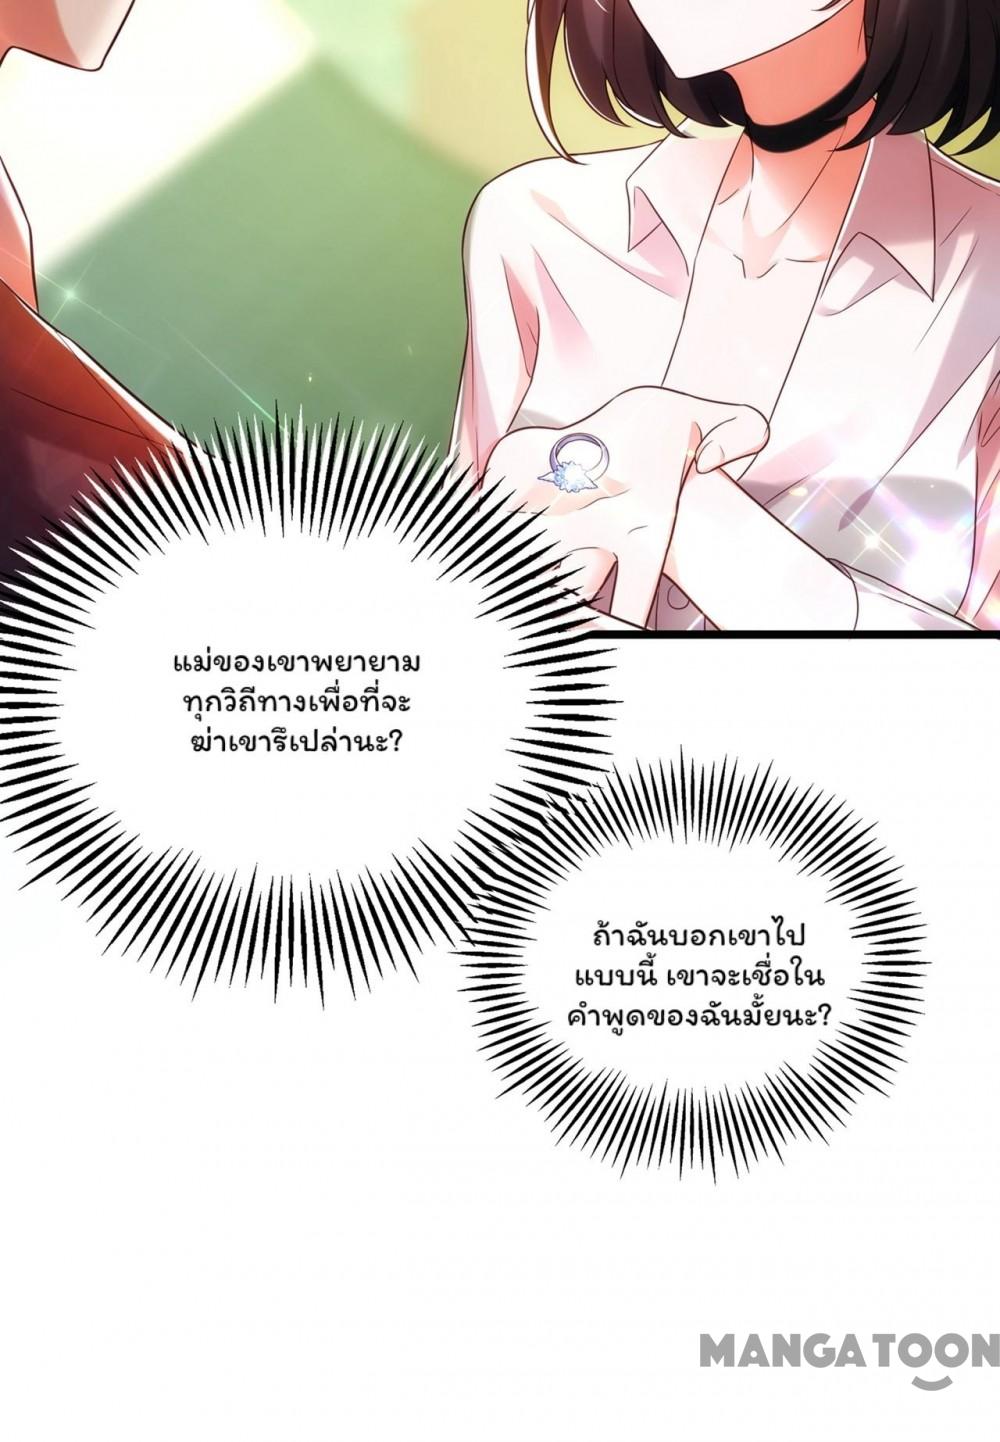 แม่ของเขาพยายาม
ทุกวิถีทางเพื่อที่จะ
ฆ่าเขารึเปล่านะ?
ถ้าฉันบอกเขาไป
แบบนี้ เขาจะเชื่อใน
คำพูดของฉันมั้ยนะ?
MANGATOON